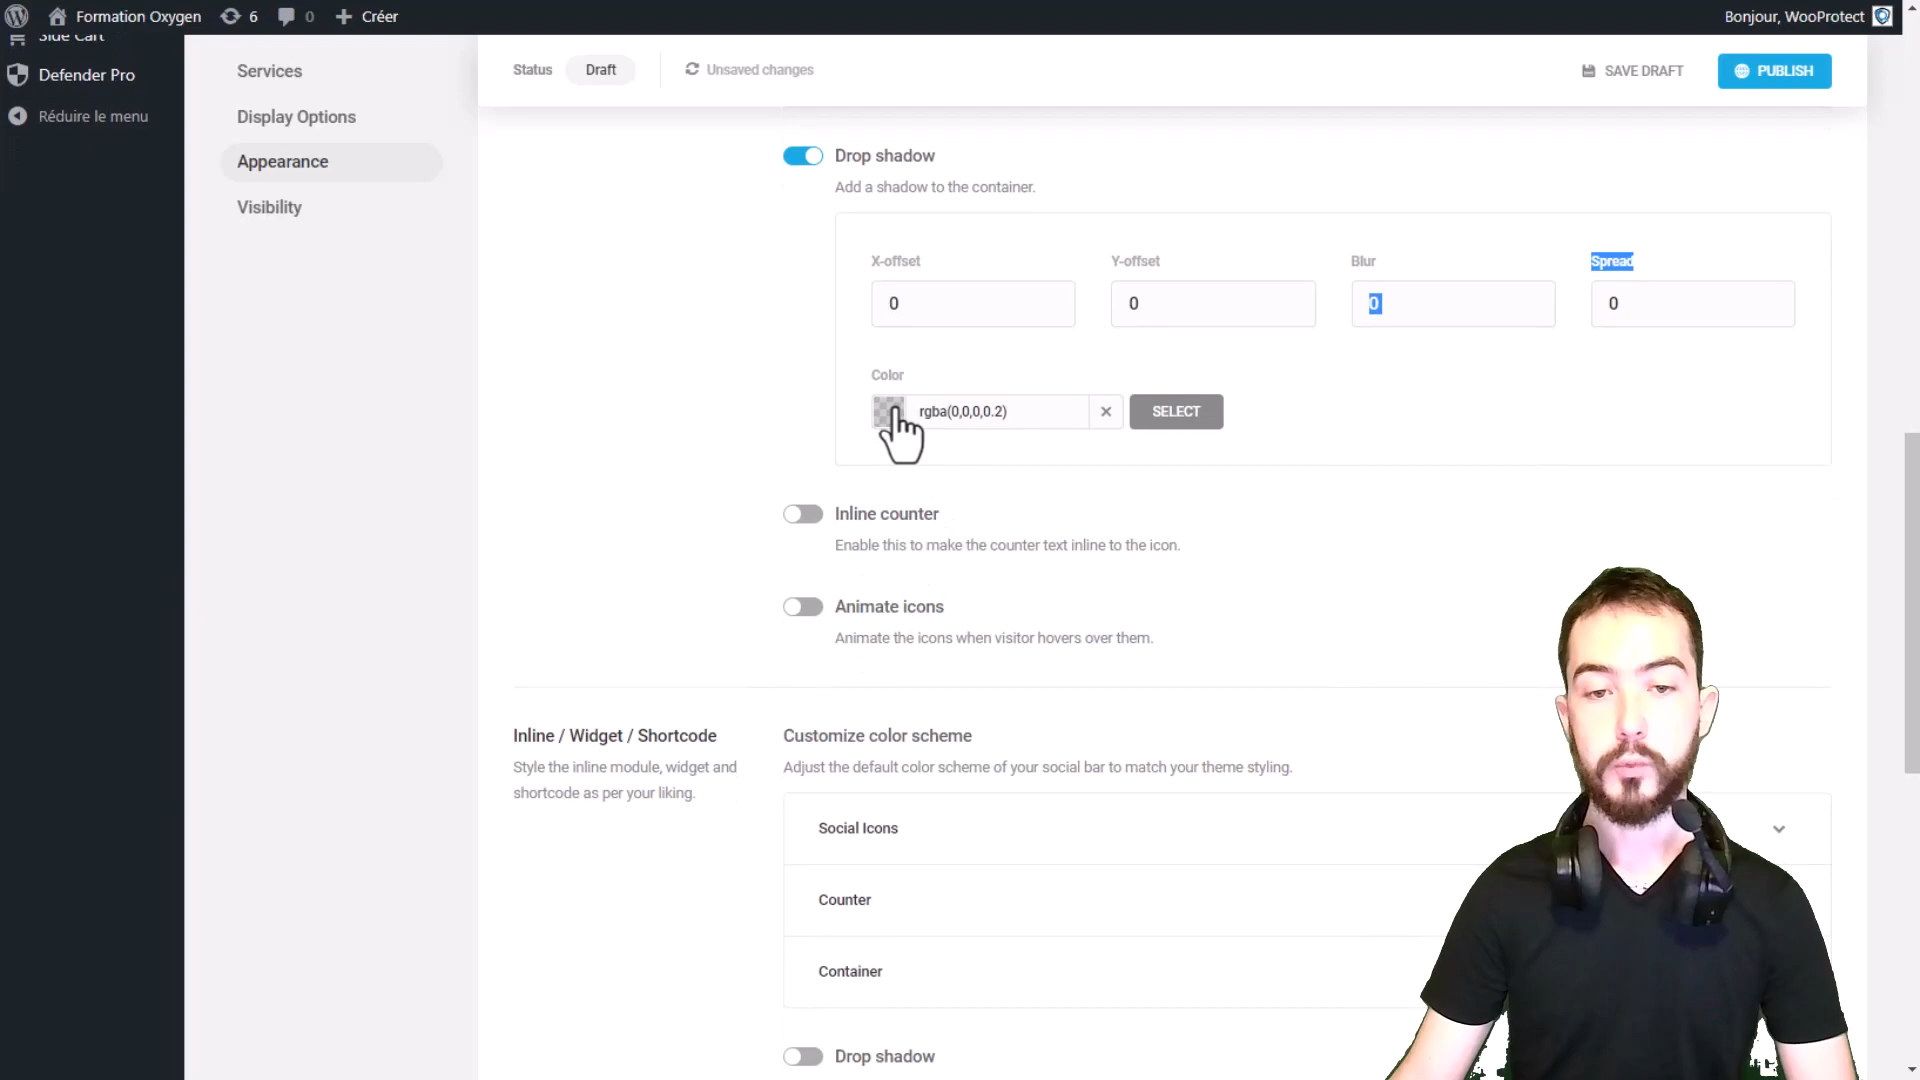 Formation Oxygen
6
0
Créer
Bonjour, WooProtect
Side Cart
Defender Pro
Réduire le menu
Services
Display Options
Appearance
Visibility
Status
Draft
Unsaved changes
SAVE DRAFT
PUBLISH
Drop shadow
Add a shadow to the container.
X-offset
Y-offset
Blur
Spread
0
0
0
0
Color
rgba(0,0,0,0.2)
SELECT
Inline counter
Enable this to make the counter text inline to the icon.
Animate icons
Animate the icons when visitor hovers over them.
Inline / Widget / Shortcode
Style the inline module, widget and
shortcode as per your liking.
Customize color scheme
Adjust the default color scheme of your social bar to match your theme styling.
Social Icons
Counter
Container
Drop shadow